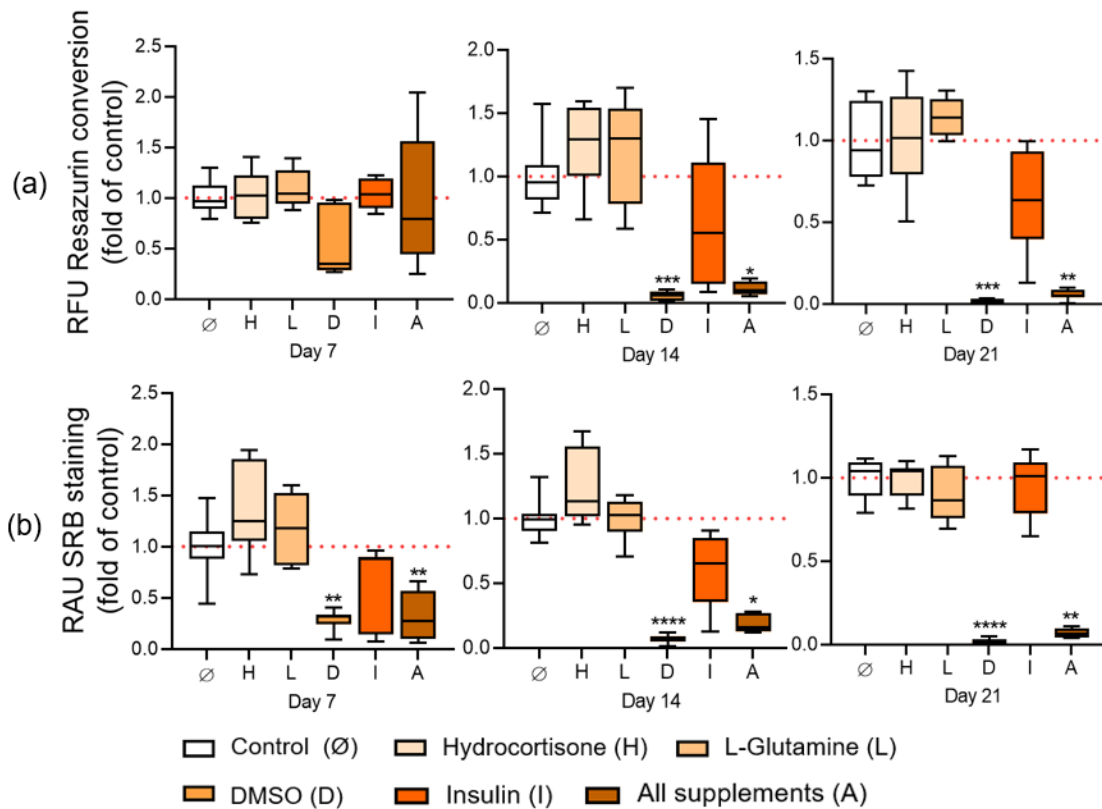 (a)
RFU Resazurin conversion
(fold of control)
2.5
2.0
1.5
1.0
0.5
0.0
Ø H L D I A
Day 7
2.0
1.5
1.0
0.5
0.0
*** *
Ø H L D I A
Day 14
1.5
1.0
0.5
0.0
*** **
Ø H L D I A
Day 21
(b)
RAU SRB staining
(fold of control)
2.5
2.0
1.5
1.0
0.5
0.0
** **
Ø H L D I A
Day 7
2.0
1.5
1.0
0.5
0.0
**** *
Ø H L D I A
Day 14
1.5
1.0
0.5
0.0
**** **
Ø H L D I A
Day 21
Control (Ø) Hydrocortisone (H) L-Glutamine (L)
DMSO (D) Insulin (I) All supplements (A)